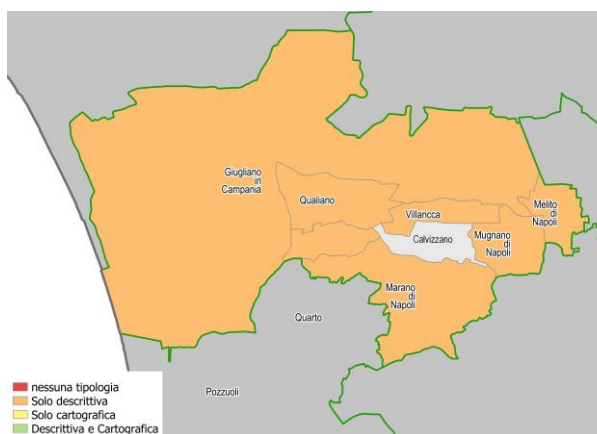 Giugliano
in
Campania
Qualiano
Villaricca
Melito
di
Napoli
Calvizzano
Mugnano
di
Napoli
Marano
di
Napoli
Quarto
Pozzuoli
nessuna tipologia
Solo descrittiva
Solo cartografica
Descrittiva e Cartografica